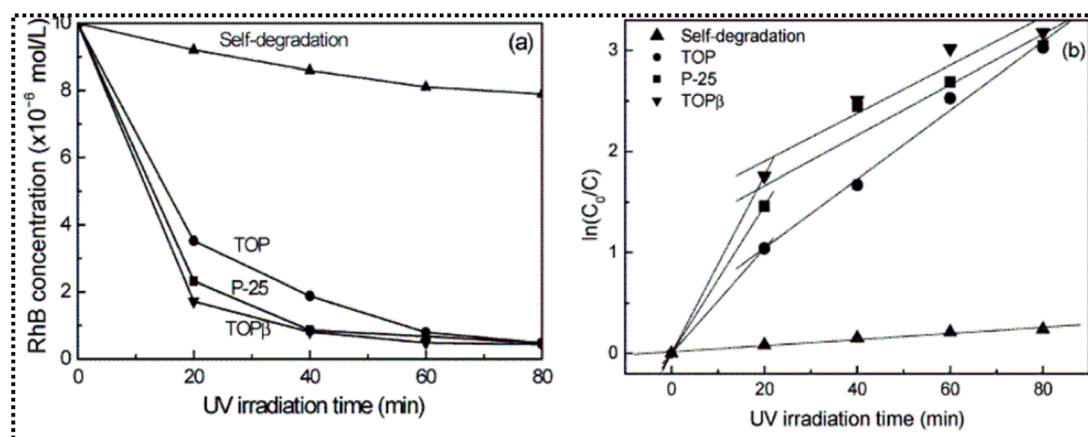 RhB concentration (x10⁻⁶ mol/L)
10
8
6
4
2
0
Self-degradation
(a)
TOP
P-25
TOPβ
0 20 40 60 80
UV irradiation time (min)
ln(C₀/C)
3
2
1
0
Self-degradation
TOP
P-25
TOPβ
(b)
0 20 40 60 80
UV irradiation time (min)